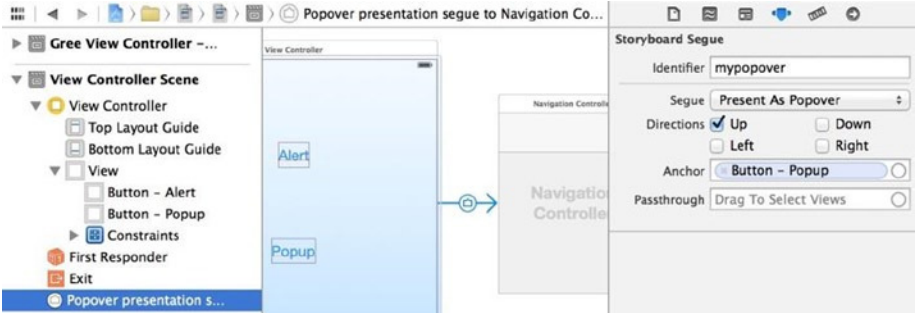 Popover presentation segue to Navigation Co...
Gree View Controller -...
View Controller Scene
View Controller
Top Layout Guide
Bottom Layout Guide
View
Button - Alert
Button - Popup
Constraints
First Responder
Exit
Popover presentation s...
View Controller
Alert
Popup
Navigation Controlle
Navigation
Controlle
Storyboard Segue
Identifier mypopover
Segue Present As Popover
Directions Up Down
Left Right
Anchor Button - Popup
Passthrough Drag To Select Views